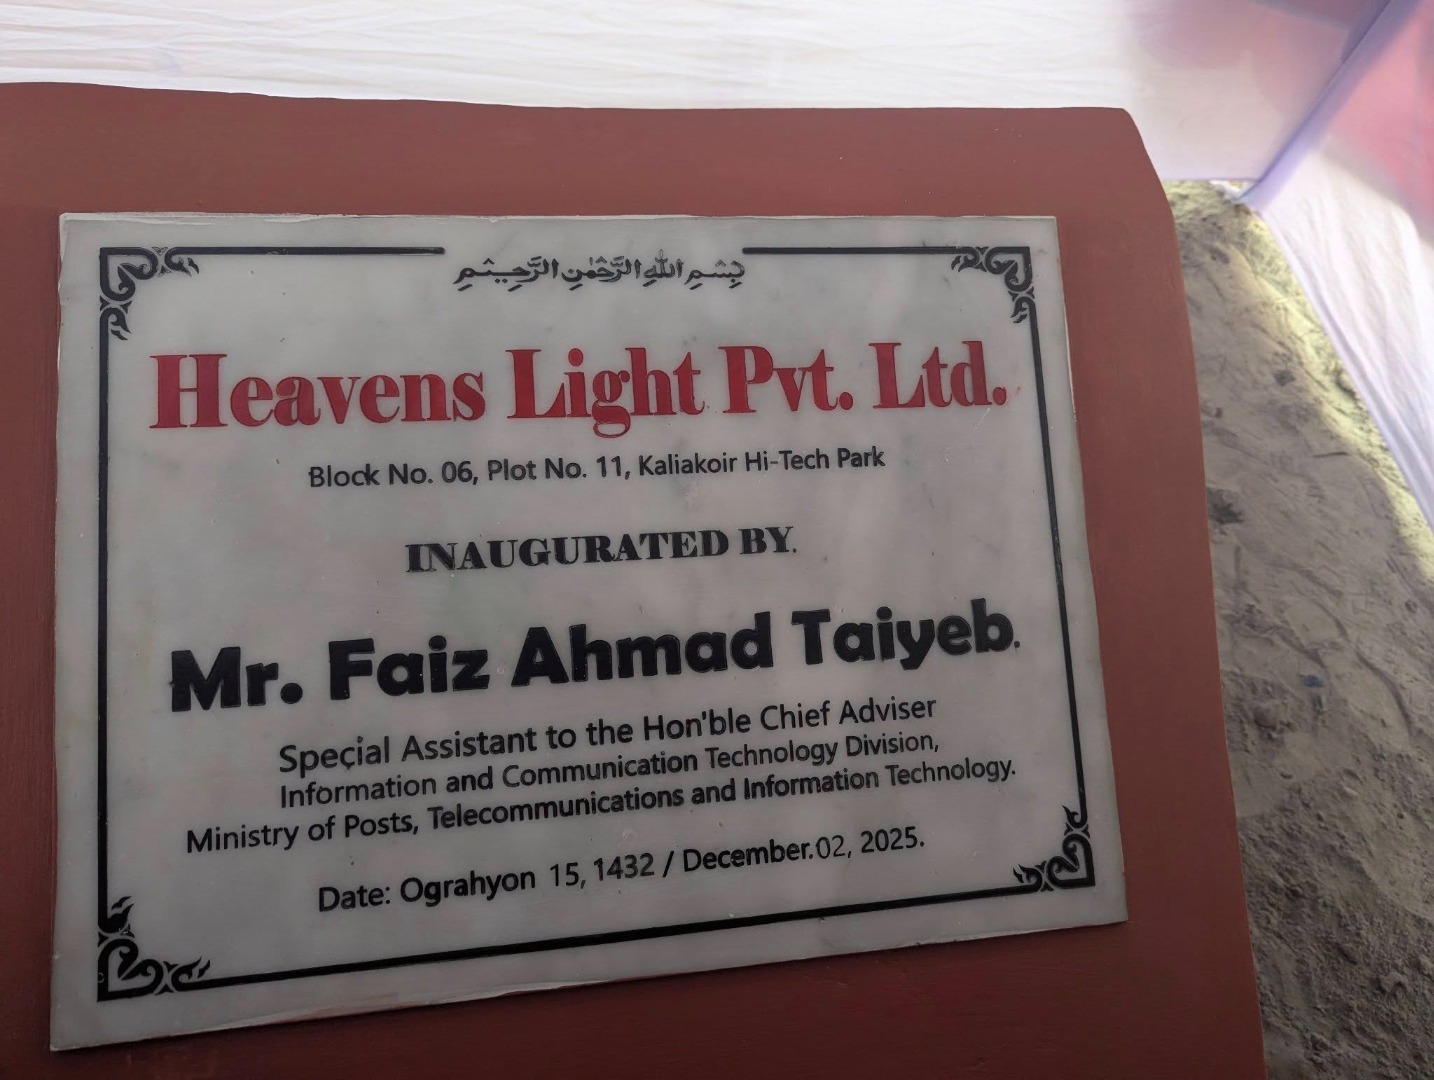 بِسْمِ اللهِ الرَّحْمٰنِ الرَّحِيْمِ
Heavens Light Pvt. Ltd.
Block No. 06, Plot No. 11, Kaliakoir Hi-Tech Park
INAUGURATED BY.
Mr. Faiz Ahmad Taiyeb.
Special Assistant to the Hon'ble Chief Adviser
Information and Communication Technology Division,
Ministry of Posts, Telecommunications and Information Technology.
Date: Ograhyon 15, 1432 / December.02, 2025.